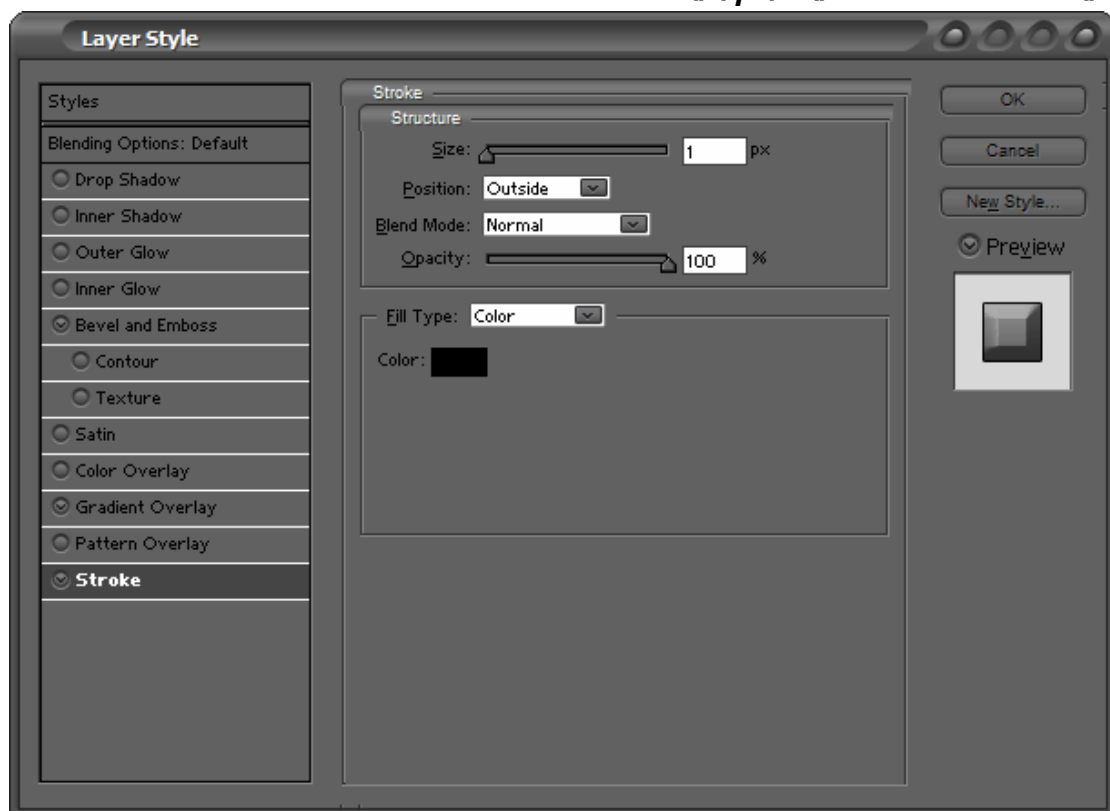 Layer Style
Styles
Blending Options: Default
Drop Shadow
Inner Shadow
Outer Glow
Inner Glow
Bevel and Emboss
Contour
Texture
Satin
Color Overlay
Gradient Overlay
Pattern Overlay
Stroke
Stroke
Structure
Size: 1 px
Position: Outside
Blend Mode: Normal
Opacity: 100 %
Fill Type: Color
Color:
OK
Cancel
New Style...
Preview